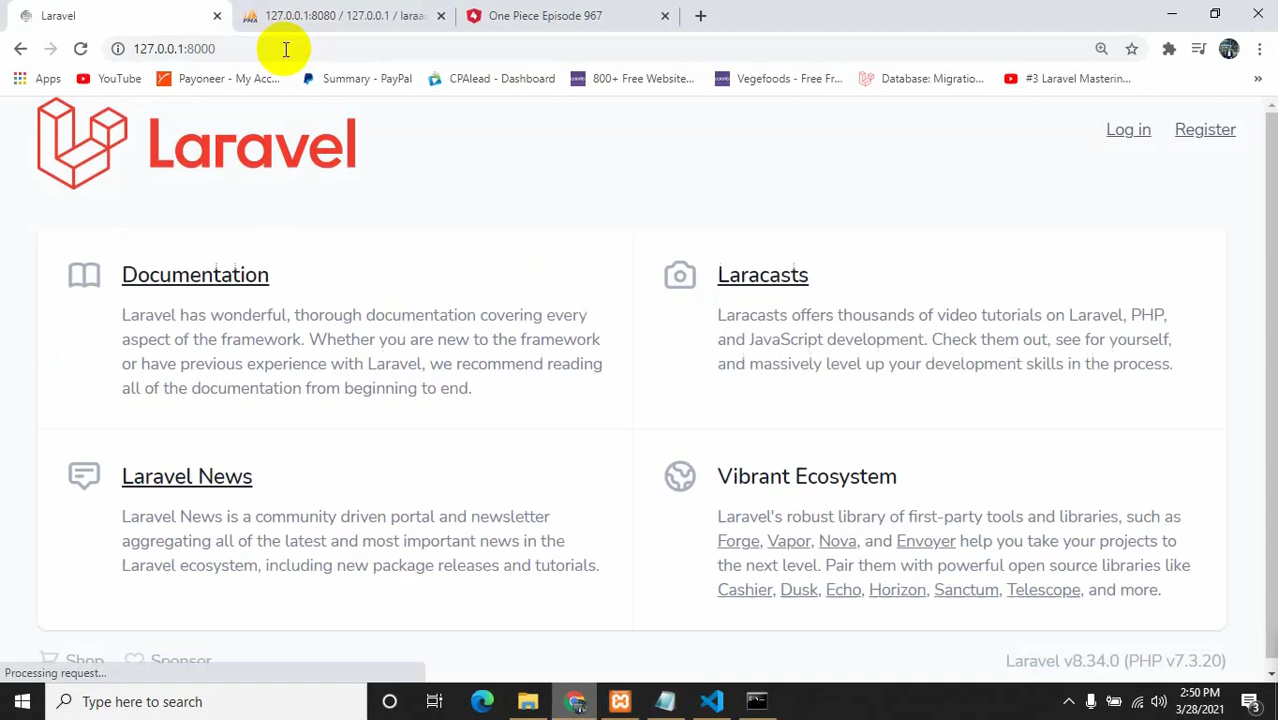 Laravel
127.0.0.1:8080 / 127.0.0.1 / laraa
One Piece Episode 967
127.0.0.1:8000
Apps
YouTube
Payoneer - My Acc...
Summary - PayPal
CPAlead - Dashboard
800+ Free Website...
Vegefoods - Free Fr...
Database: Migratio...
#3 Laravel Masterin...
»
Laravel
Log in
Register
Documentation
Laravel has wonderful, thorough documentation covering every
aspect of the framework. Whether you are new to the framework
or have previous experience with Laravel, we recommend reading
all of the documentation from beginning to end.
Laracasts
Laracasts offers thousands of video tutorials on Laravel, PHP,
and JavaScript development. Check them out, see for yourself,
and massively level up your development skills in the process.
Laravel News
Laravel News is a community driven portal and newsletter
aggregating all of the latest and most important news in the
Laravel ecosystem, including new package releases and tutorials.
Vibrant Ecosystem
Laravel's robust library of first-party tools and libraries, such as
Forge, Vapor, Nova, and Envoyer help you take your projects to
the next level. Pair them with powerful open source libraries like
Cashier, Dusk, Echo, Horizon, Sanctum, Telescope, and more.
Shop
Sponsor
Laravel v8.34.0 (PHP v7.3.20)
Processing request...
Type here to search
2:50 PM
3/28/2021
3